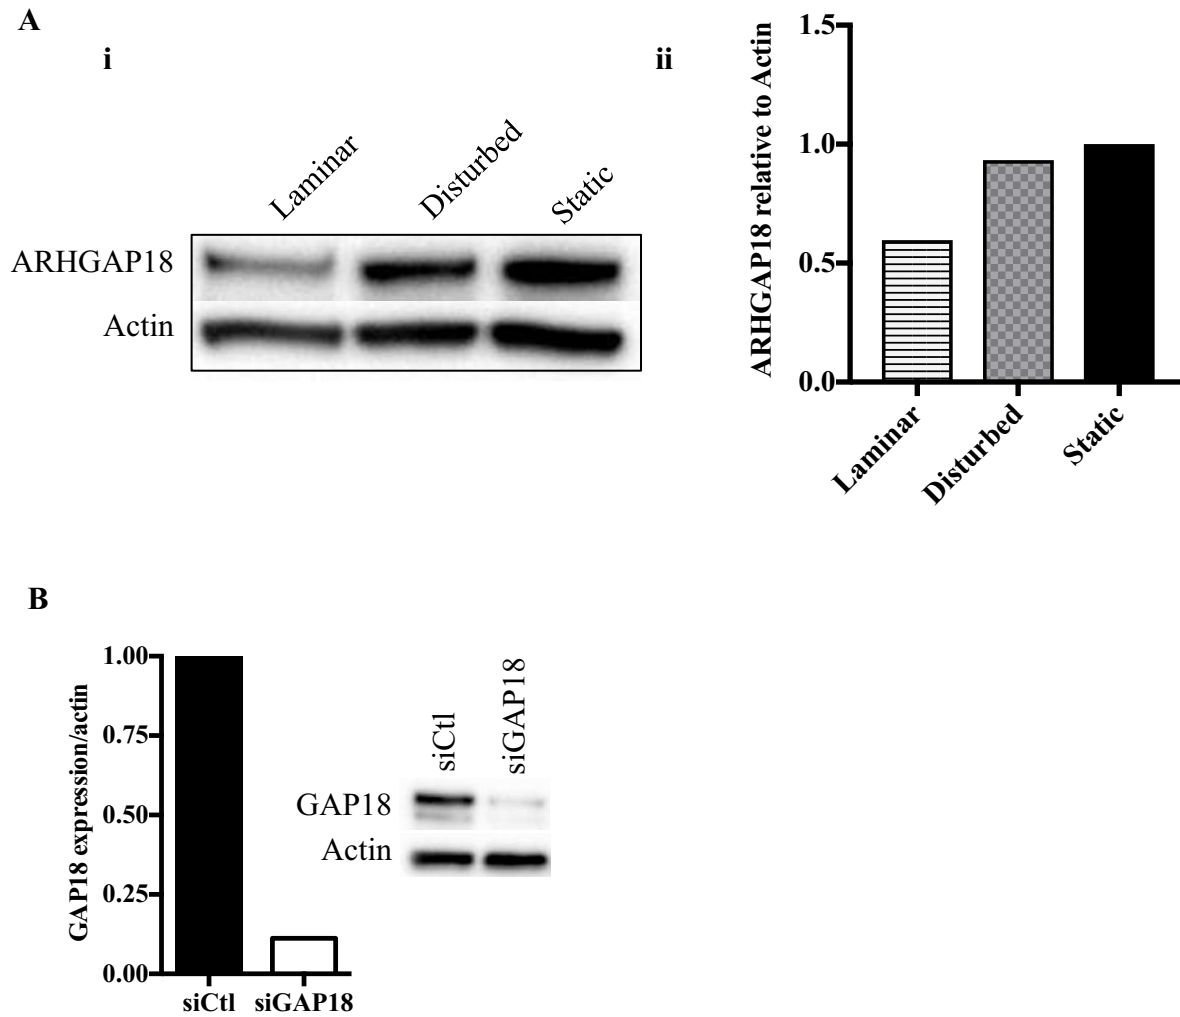 A
i
Laminar
Disturbed
Static
ARHGAP18
Actin
ii
ARHGAP18 relative to Actin
1.5
1.0
0.5
0.0
Laminar
Disturbed
Static
B
GAP18 expression/actin
1.00
0.75
0.50
0.25
0.00
siCtl siGAP18
siCtl
siGAP18
GAP18
Actin